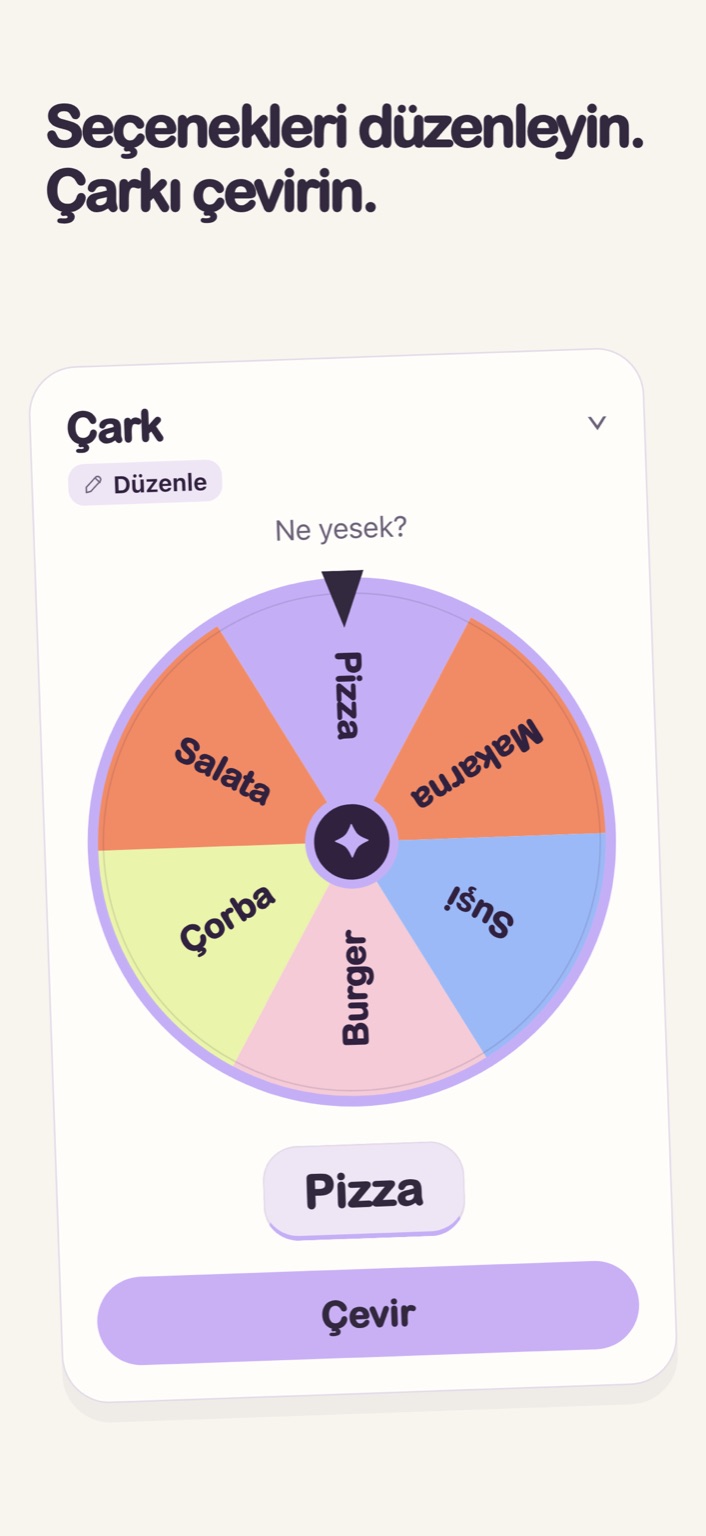 Seçenekleri düzenleyin.
Çarkı çevirin.
Çark
Düzenle
Ne yesek?
Pizza
Makarna
Suşi
Burger
Çorba
Salata
Pizza
Çevir